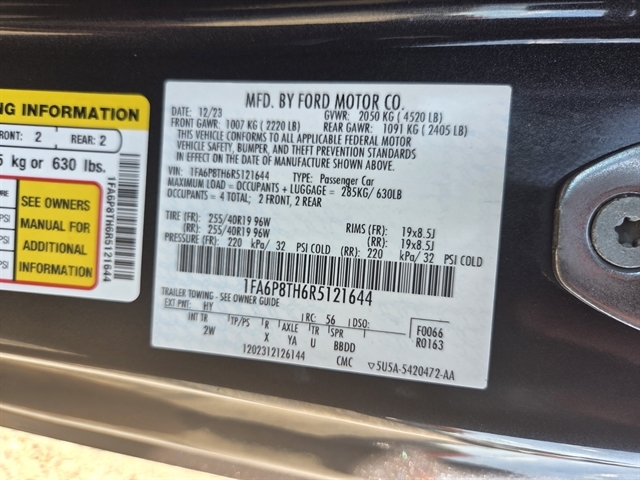 NG INFORMATION
FRONT: 2 REAR: 2
5 kg or 630 lbs.
SEE OWNERS
MANUAL FOR
ADDITIONAL
INFORMATION
PSI
PSI
PSI
1FA6P8TH6R5121644
MFD. BY FORD MOTOR CO.
DATE: 12/23 GVWR: 2050 KG ( 4520 LB)
FRONT GAWR: 1007 KG ( 2220 LB) REAR GAWR: 1091 KG ( 2405 LB)
THIS VEHICLE CONFORMS TO ALL APPLICABLE FEDERAL MOTOR
VEHICLE SAFETY, BUMPER, AND THEFT PREVENTION STANDARDS
IN EFFECT ON THE DATE OF MANUFACTURE SHOWN ABOVE.
VIN: 1FA6P8TH6R5121644 TYPE: Passenger Car
MAXIMUM LOAD = OCCUPANTS + LUGGAGE = 285KG/ 630LB
OCCUPANTS = 4 TOTAL; 2 FRONT, 2 REAR
TIRE (FR): 255/40R19 96W RIMS (FR): 19x8.5J
(RR): 255/40R19 96W (RR): 19x8.5J
PRESSURE (FR): 220 kPa/ 32 PSI COLD (RR): 220 kPa/ 32 PSI COLD
1FA6P8TH6R5121644
TRAILER TOWING - SEE OWNER GUIDE
EXT PNT: HY RC: 56 F0066
INT TR TP/PS R AXLE TR SPR R0163
2W X YA U BBDD
1202312126144 CMC 5U5A-5420472-AA